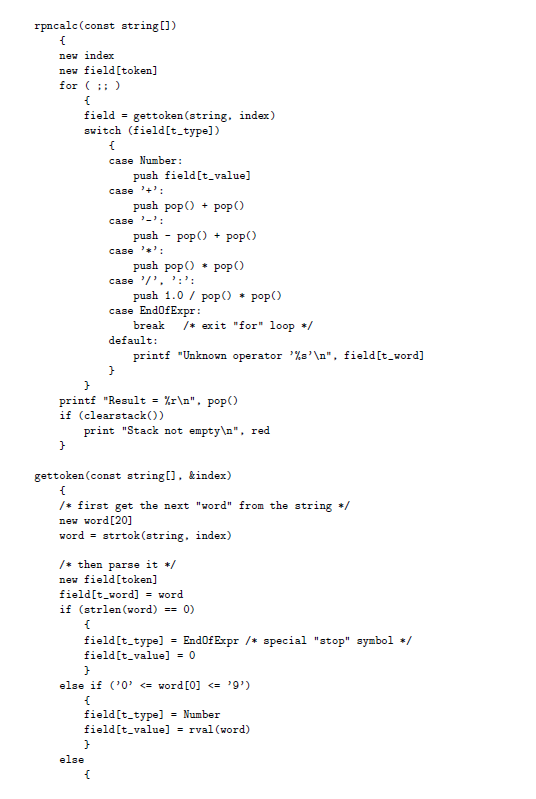 rpncalc(const string[])
{
new index
new field[token]
for ( ;; )
{
field = gettoken(string, index)
switch (field[t_type])
{
case Number:
push field[t_value]
case '+':
push pop() + pop()
case '-':
push - pop() + pop()
case '*':
push pop() * pop()
case '/', ':':
push 1.0 / pop() * pop()
case EndOfExpr:
break /* exit "for" loop */
default:
printf "Unknown operator '%s'\n", field[t_word]
}
}
printf "Result = %r\n", pop()
if (clearstack())
print "Stack not empty\n", red
}
gettoken(const string[], &index)
{
/* first get the next "word" from the string */
new word[20]
word = strtok(string, index)
/* then parse it */
new field[token]
field[t_word] = word
if (strlen(word) == 0)
{
field[t_type] = EndOfExpr /* special "stop" symbol */
field[t_value] = 0
}
else if ('0' <= word[0] <= '9')
{
field[t_type] = Number
field[t_value] = rval(word)
}
else
{